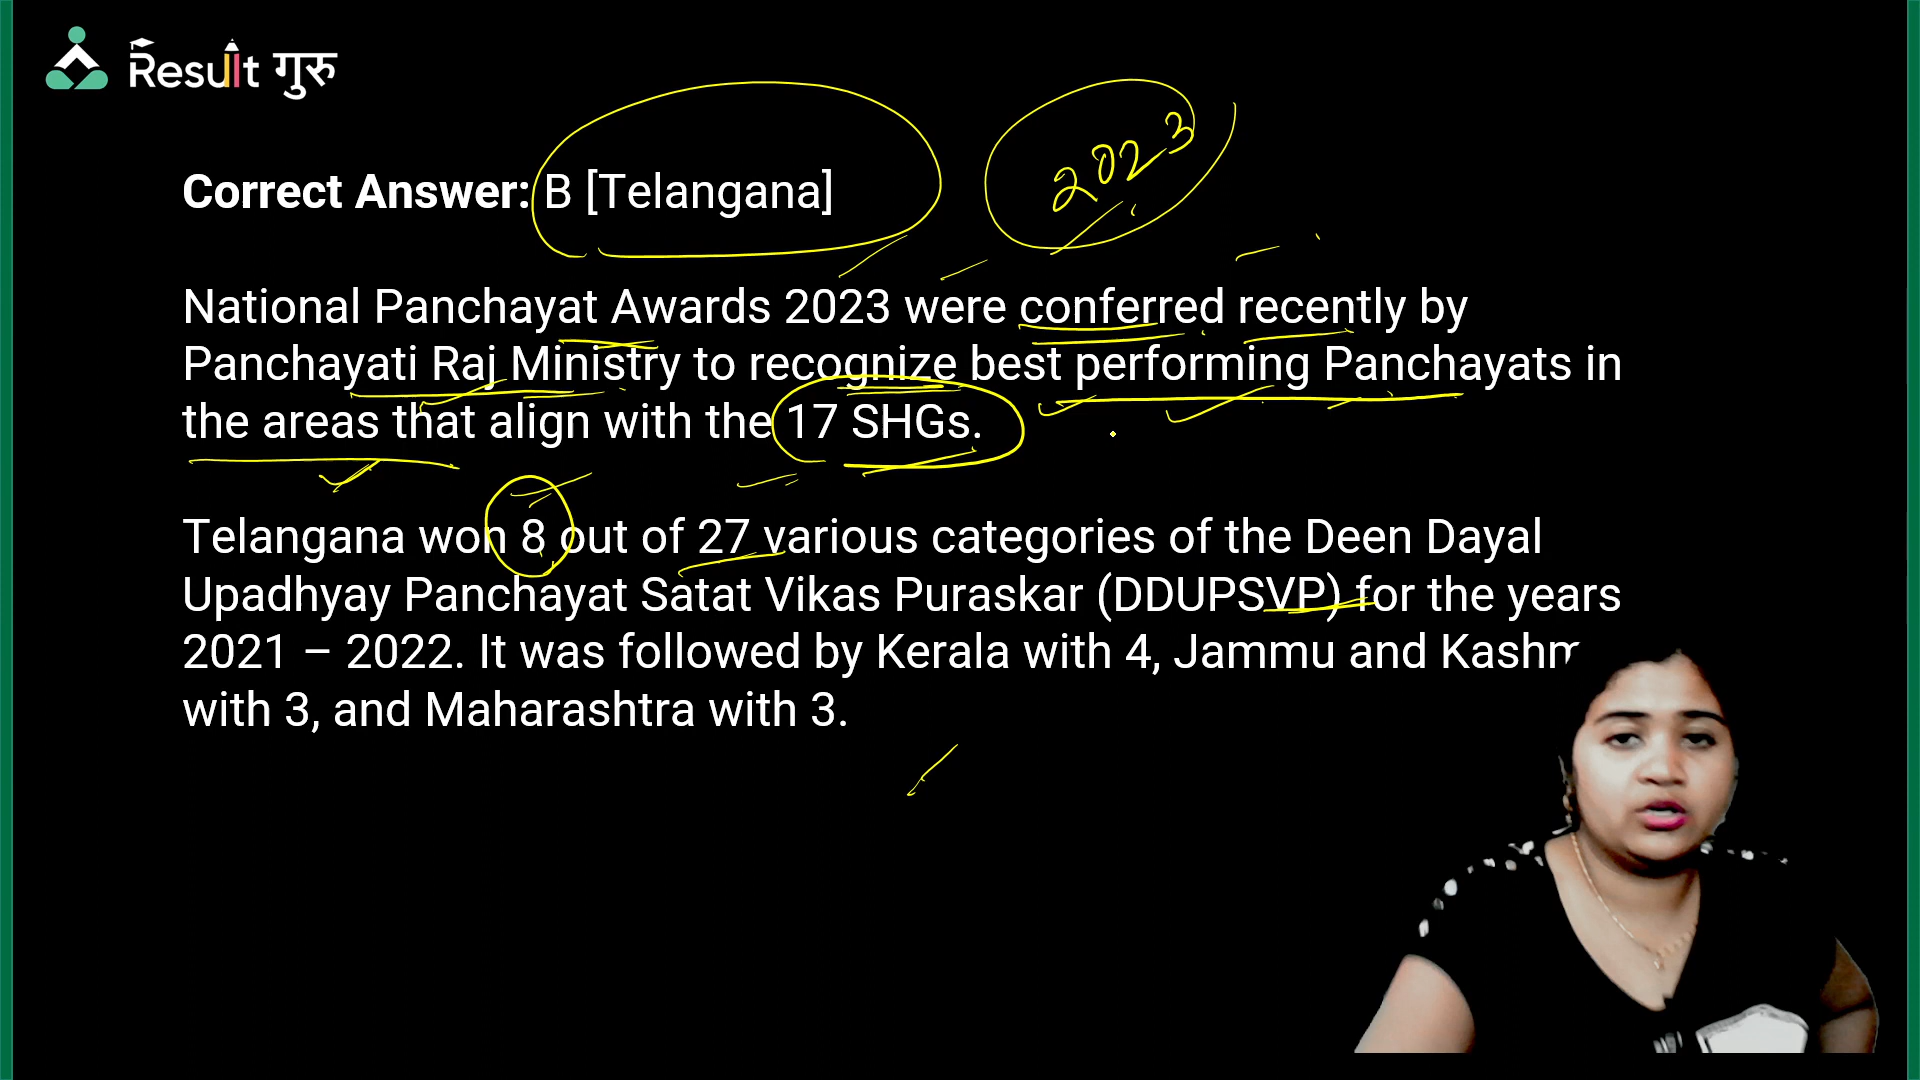 Result गुरु
Correct Answer: B [Telangana]
2023
National Panchayat Awards 2023 were conferred recently by
Panchayati Raj Ministry to recognize best performing Panchayats in
the areas that align with the 17 SHGs.
Telangana won 8 out of 27 various categories of the Deen Dayal
Upadhyay Panchayat Satat Vikas Puraskar (DDUPSVP) for the years
2021 – 2022. It was followed by Kerala with 4, Jammu and Kashm
with 3, and Maharashtra with 3.